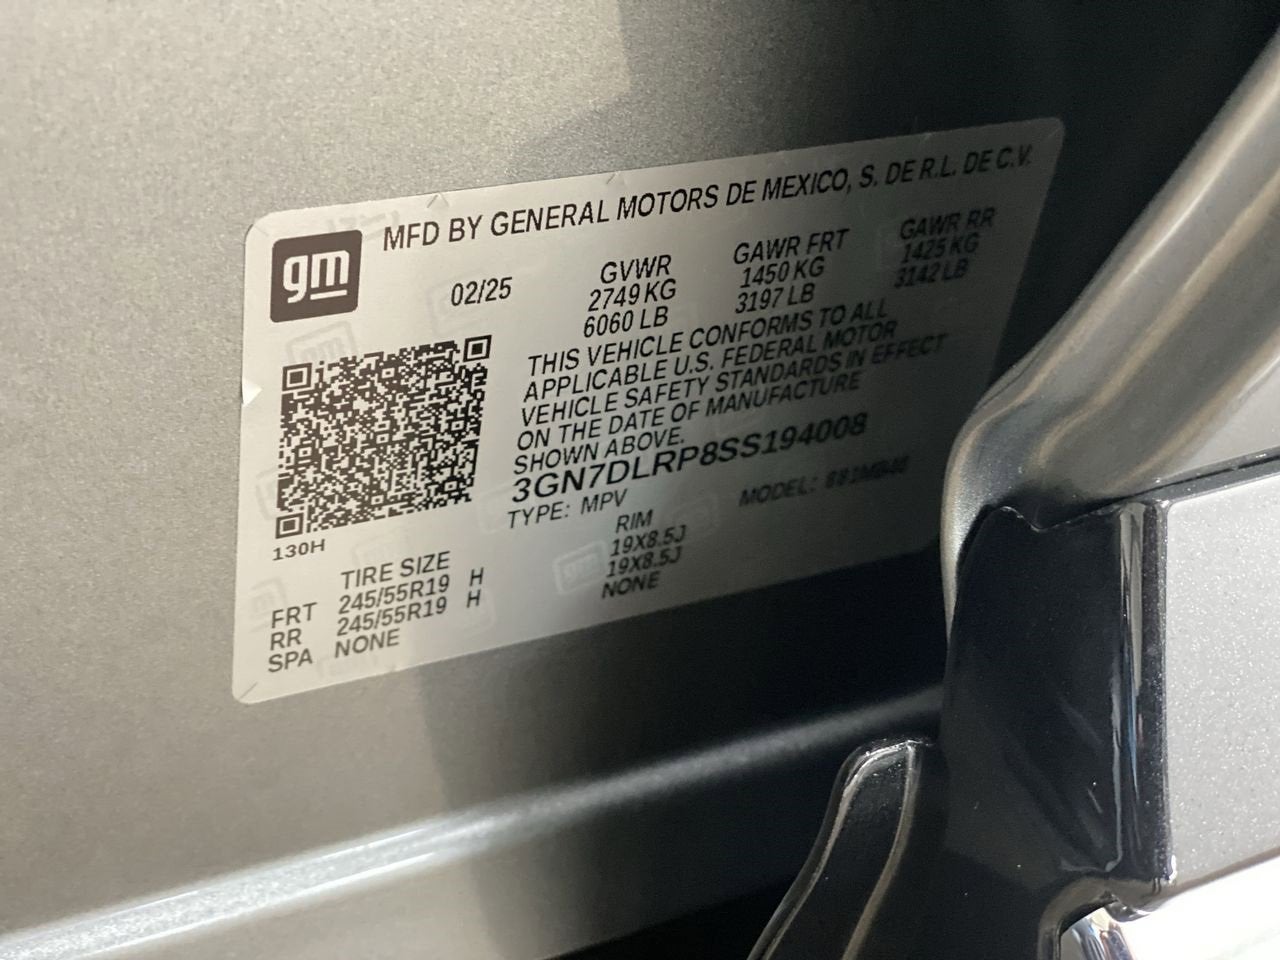 gm
MFD BY GENERAL MOTORS DE MEXICO, S. DE R.L. DE C.V.
02/25
GVWR
2749 KG
6060 LB
GAWR FRT
1450 KG
3197 LB
GAWR RR
1425 KG
3142 LB
THIS VEHICLE CONFORMS TO ALL
APPLICABLE U.S. FEDERAL MOTOR
VEHICLE SAFETY STANDARDS IN EFFECT
ON THE DATE OF MANUFACTURE
SHOWN ABOVE.
3GN7DLRP8SS194008
TYPE: MPV
MODEL:
130H
TIRE SIZE RIM
FRT 245/55R19 H 19X8.5J
RR 245/55R19 H 19X8.5J
SPA NONE NONE